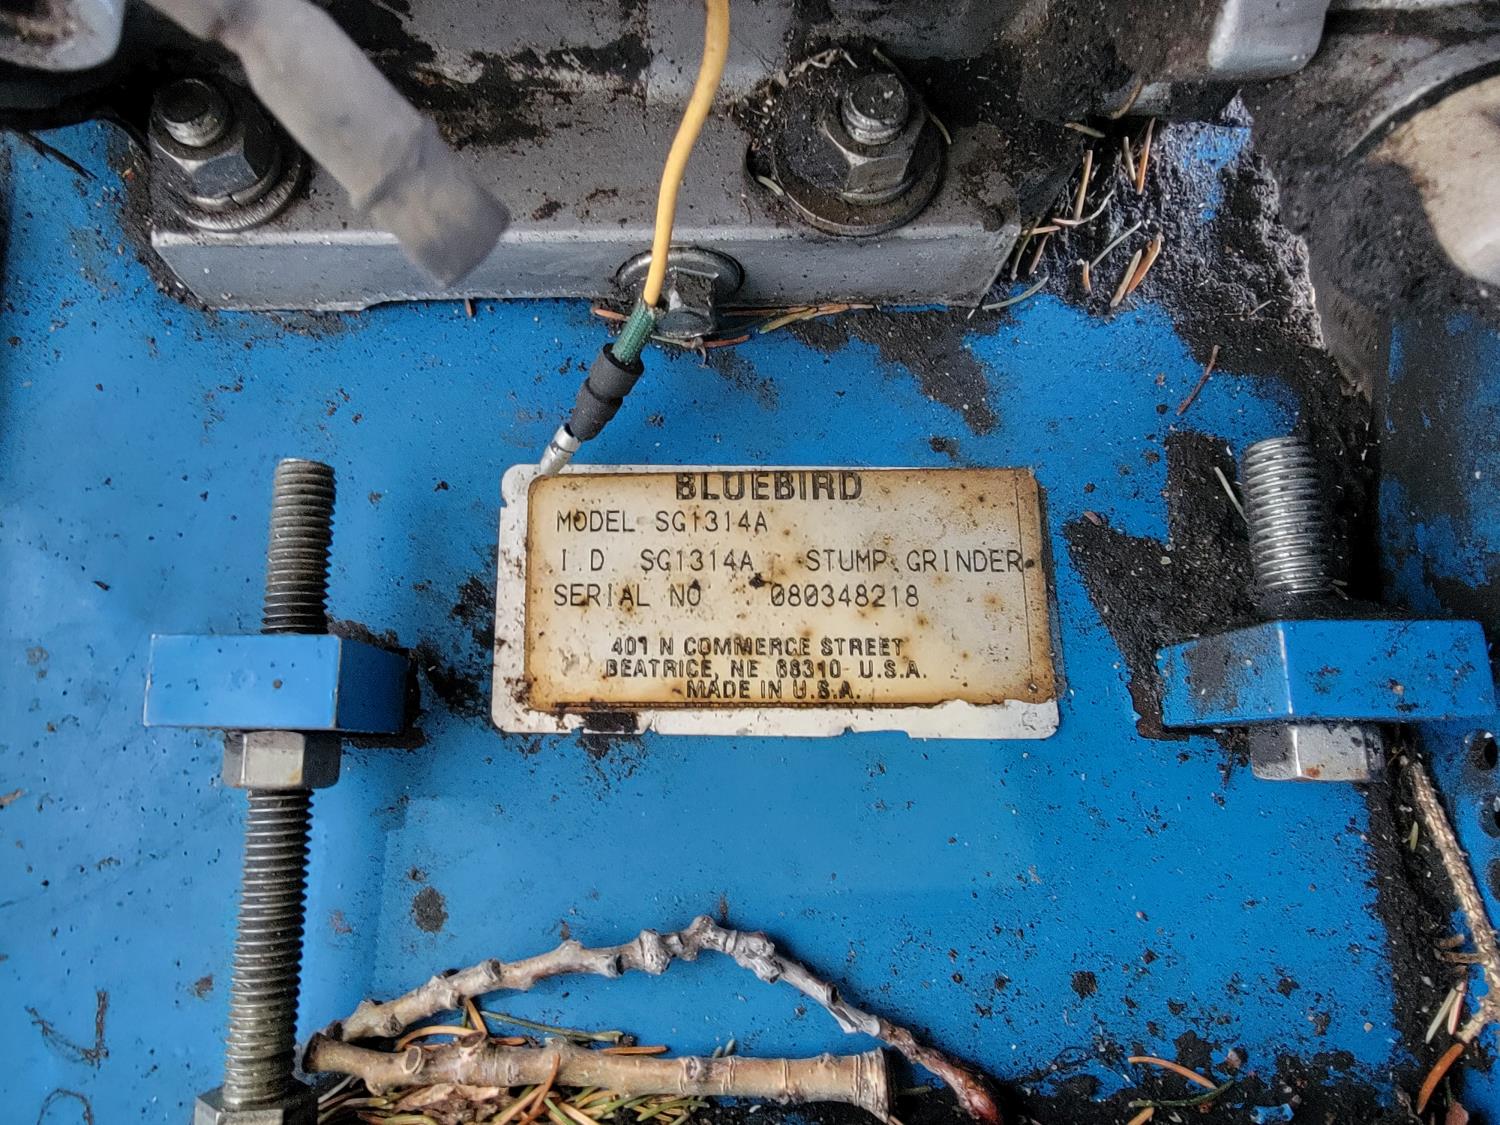 BLUEBIRD
MODEL SG1314A
I.D SG1314A STUMP GRINDER
SERIAL NO 080348218
401 N COMMERCE STREET
BEATRICE, NE 68310 U.S.A.
MADE IN U.S.A.